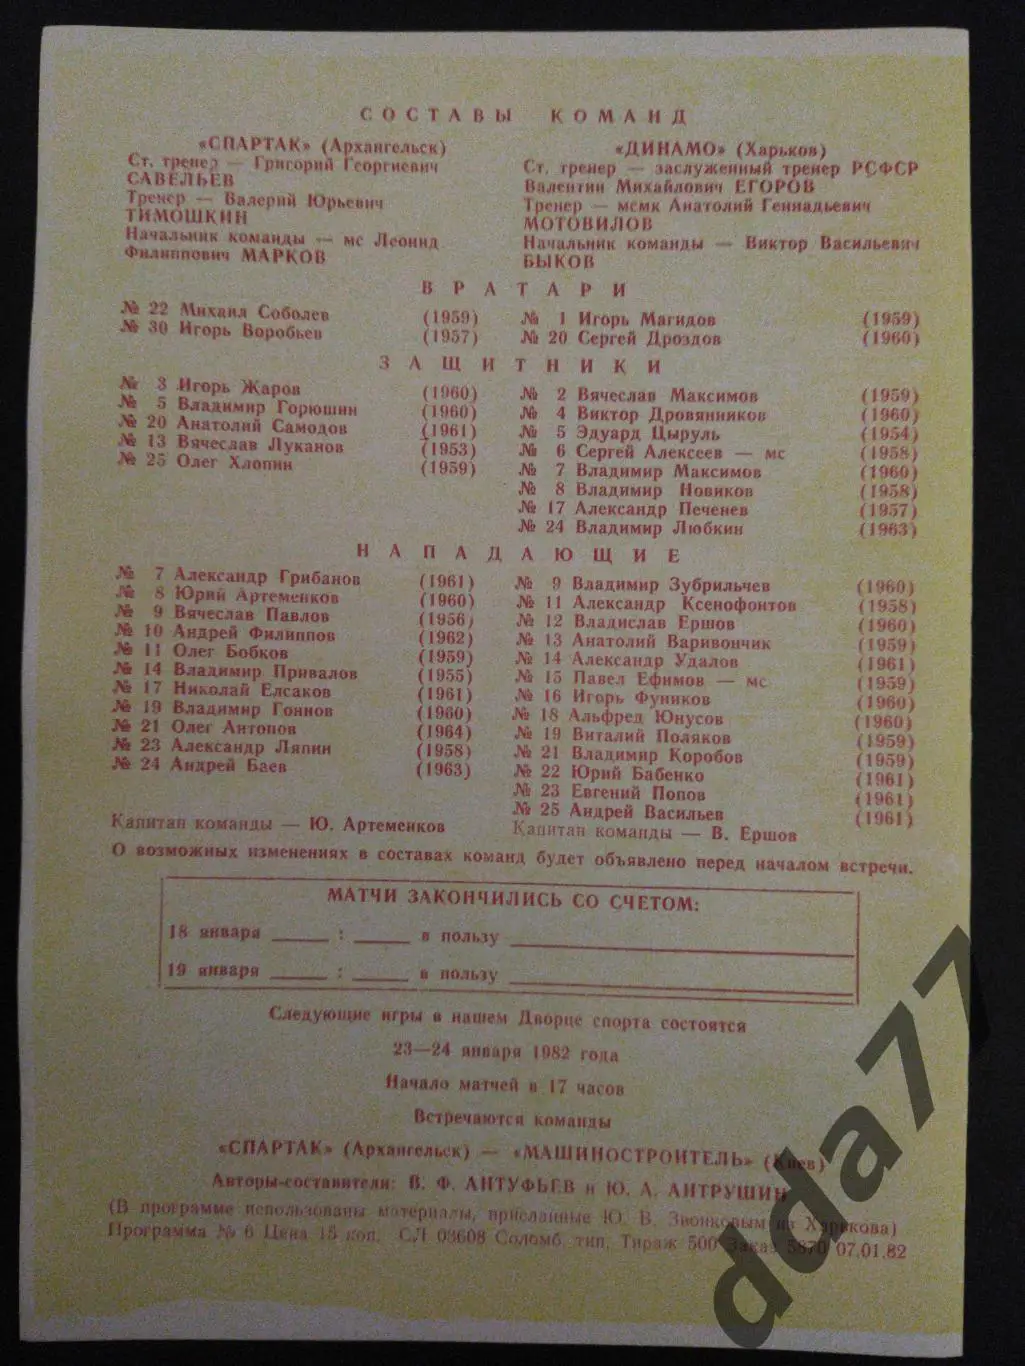 СОСТАВЫ КОМАНД
«СПАРТАК» (Архангельск)
Ст. тренер — Григорий Георгиевич
САВЕЛЬЕВ
Тренер — Валерий Юрьевич
ТИМОШКИН
Начальник команды — мс Леонид
Филиппович МАРКОВ
«ДИНАМО» (Харьков)
Ст. тренер — заслуженный тренер РСФСР
Валентин Михайлович ЕГОРОВ
Тренер — мсмк Анатолий Геннадьевич
МОТОВИЛОВ
Начальник команды — Виктор Васильевич
БЫКОВ
ВРАТАРИ
№ 22 Михаил Соболев (1959)
№ 30 Игорь Воробьев (1957)
№ 1 Игорь Магидов (1959)
№ 20 Сергей Дроздов (1960)
ЗАЩИТНИКИ
№ 3 Игорь Жаров (1960)
№ 5 Владимир Горюшин (1960)
№ 20 Анатолий Самодов (1961)
№ 13 Вячеслав Луканов (1953)
№ 25 Олег Хлопин (1959)
№ 2 Вячеслав Максимов (1959)
№ 4 Виктор Дровянников (1960)
№ 5 Эдуард Цыруль (1954)
№ 6 Сергей Алексеев — мс (1958)
№ 7 Владимир Максимов (1960)
№ 8 Владимир Новиков (1958)
№ 17 Александр Печенев (1957)
№ 24 Владимир Любкин (1963)
НАПАДАЮЩИЕ
№ 7 Александр Грибанов (1961)
№ 8 Юрий Артеменков (1960)
№ 9 Вячеслав Павлов (1956)
№ 10 Андрей Филиппов (1962)
№ 11 Олег Бобков (1959)
№ 14 Владимир Привалов (1955)
№ 17 Николай Елсаков (1961)
№ 19 Владимир Гоннов (1960)
№ 21 Олег Антопов (1964)
№ 23 Александр Ляпин (1958)
№ 24 Андрей Баев (1963)
№ 9 Владимир Зубрильчев (1960)
№ 11 Александр Ксенофонтов (1958)
№ 12 Владислав Ершов (1960)
№ 13 Анатолий Варивончик (1959)
№ 14 Александр Удалов (1961)
№ 15 Павел Ефимов — мс (1959)
№ 16 Игорь Фуников (1960)
№ 18 Альфред Юнусов (1960)
№ 19 Виталий Поляков (1959)
№ 21 Владимир Коробов (1959)
№ 22 Юрий Бабенко (1961)
№ 23 Евгений Попов (1961)
№ 25 Андрей Васильев (1961)
Капитан команды — Ю. Артеменков
Капитан команды — В. Ершов
О возможных изменениях в составах команд будет объявлено перед началом встречи.
МАТЧИ ЗАКОНЧИЛИСЬ СО СЧЕТОМ:
18 января ____ : ____ в пользу ____
19 января ____ : ____ в пользу ____
Следующие игры в нашем Дворце спорта состоятся
23—24 января 1982 года
Начало матчей в 17 часов
Встречаются команды
«СПАРТАК» (Архангельск) — «МАШИНОСТРОИТЕЛЬ» (Киев)
Авторы-составители: В. Ф. АНТУФЬЕВ и Ю. А. АНТРУШИН
(В программе использованы материалы, присланные Ю. В. Звонковым из Харькова)
Программа № 6 Цена 15 коп. СЛ 03608 Соломб. тип. Тираж 500 Заказ 5870 07.01.82
dda77